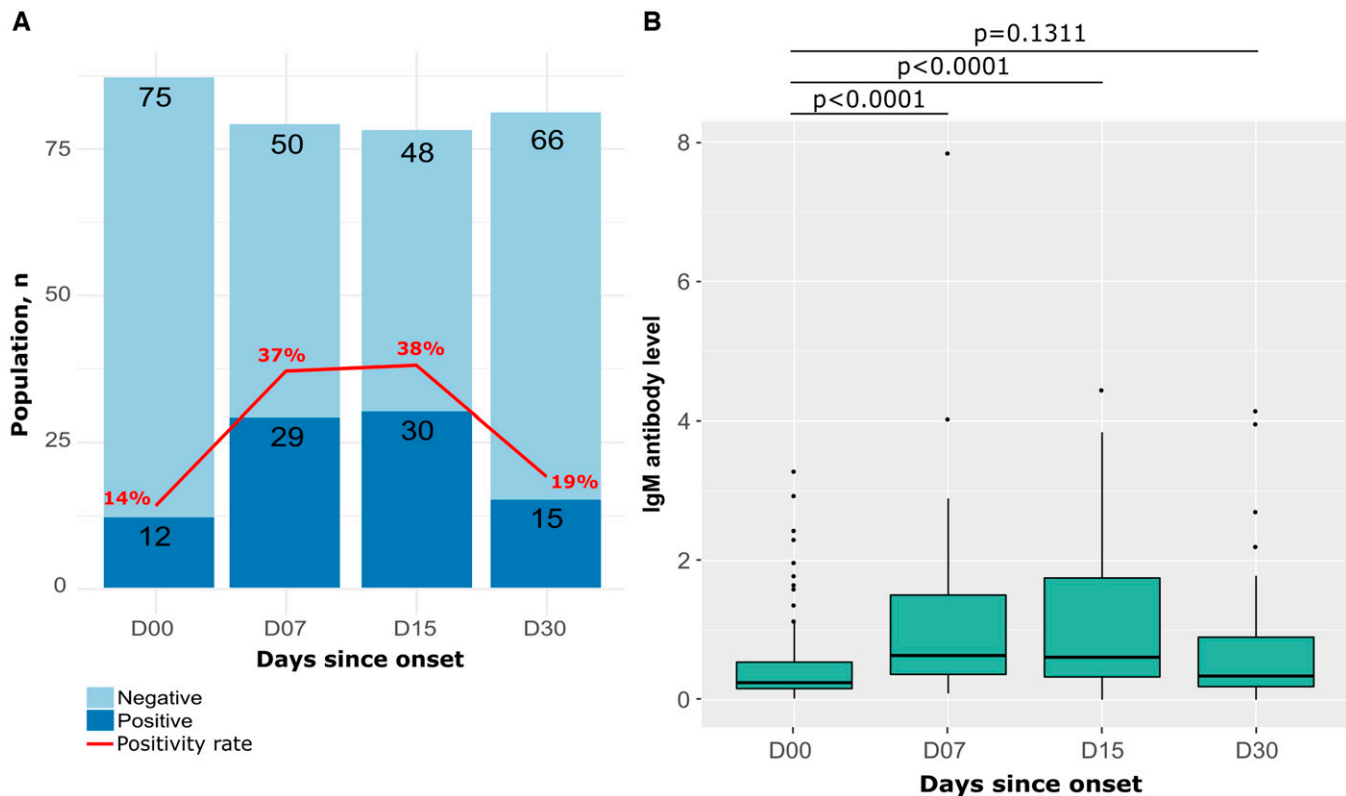 A
75
50
48
66
75
50
25
0
Population, n
37%
38%
14%
19%
12
29
30
15
D00
D07
D15
D30
Days since onset
Negative
Positive
Positivity rate
B
p=0.1311
p<0.0001
p<0.0001
8
6
4
2
0
IgM antibody level
D00
D07
D15
D30
Days since onset